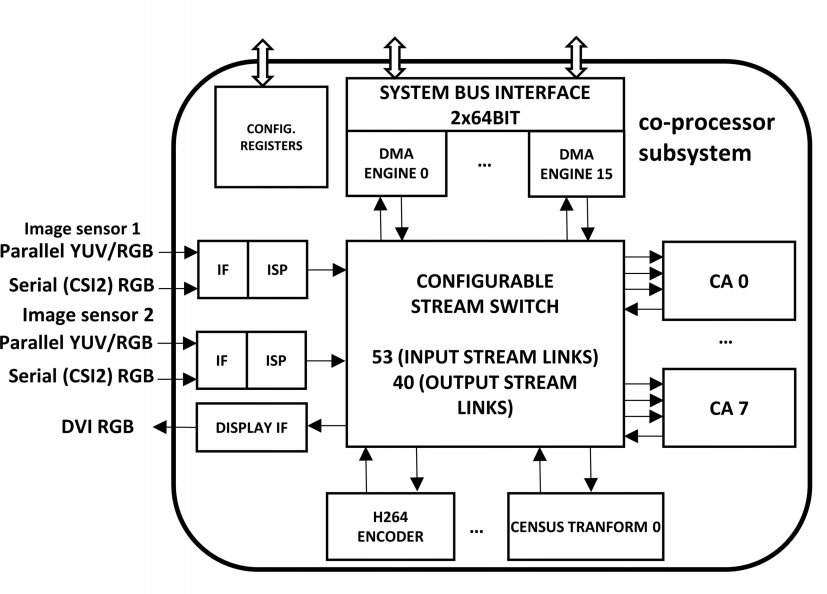 SYSTEM BUS INTERFACE
2x64BIT
CONFIG.
REGISTERS
co-processor
subsystem
DMA
ENGINE 0
...
DMA
ENGINE 15
Image sensor 1
Parallel YUV/RGB
Serial (CSI2) RGB
IF
ISP
Image sensor 2
Parallel YUV/RGB
Serial (CSI2) RGB
IF
ISP
DVI RGB
DISPLAY IF
CONFIGURABLE
STREAM SWITCH
53 (INPUT STREAM LINKS)
40 (OUTPUT STREAM
LINKS)
CA 0
...
CA 7
H264
ENCODER
...
CENSUS TRANFORM 0